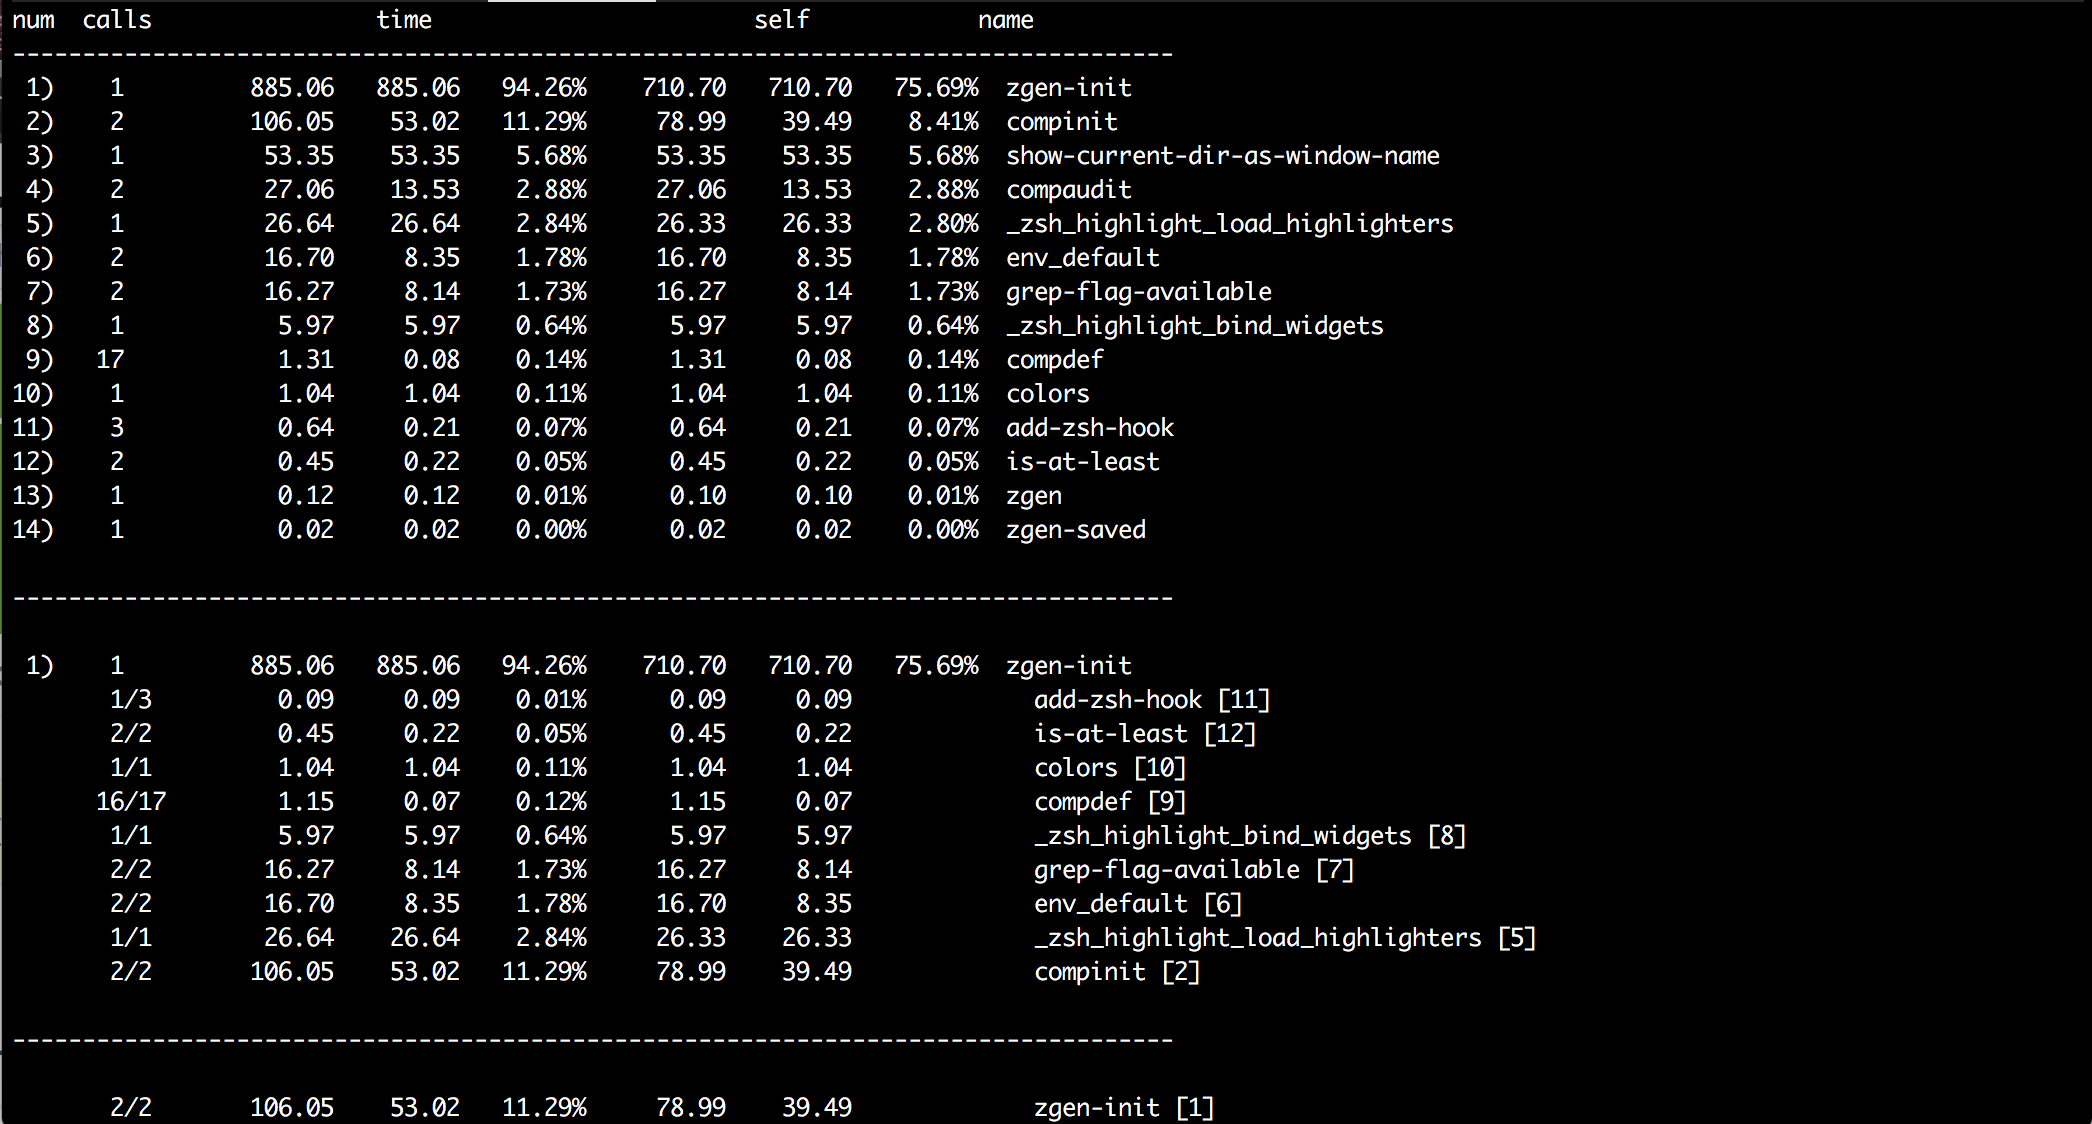 num  calls                time                       self            name
-----------------------------------------------------------------------------------
 1)    1         885.06   885.06   94.26%    710.70   710.70   75.69%  zgen-init
 2)    2         106.05    53.02   11.29%     78.99    39.49    8.41%  compinit
 3)    1          53.35    53.35    5.68%     53.35    53.35    5.68%  show-current-dir-as-window-name
 4)    2          27.06    13.53    2.88%     27.06    13.53    2.88%  compaudit
 5)    1          26.64    26.64    2.84%     26.33    26.33    2.80%  _zsh_highlight_load_highlighters
 6)    2          16.70     8.35    1.78%     16.70     8.35    1.78%  env_default
 7)    2          16.27     8.14    1.73%     16.27     8.14    1.73%  grep-flag-available
 8)    1           5.97     5.97    0.64%      5.97     5.97    0.64%  _zsh_highlight_bind_widgets
 9)   17           1.31     0.08    0.14%      1.31     0.08    0.14%  compdef
10)    1           1.04     1.04    0.11%      1.04     1.04    0.11%  colors
11)    3           0.64     0.21    0.07%      0.64     0.21    0.07%  add-zsh-hook
12)    2           0.45     0.22    0.05%      0.45     0.22    0.05%  is-at-least
13)    1           0.12     0.12    0.01%      0.10     0.10    0.01%  zgen
14)    1           0.02     0.02    0.00%      0.02     0.02    0.00%  zgen-saved
-----------------------------------------------------------------------------------
 1)    1         885.06   885.06   94.26%    710.70   710.70   75.69%  zgen-init
       1/3         0.09     0.09    0.01%      0.09     0.09             add-zsh-hook [11]
       2/2         0.45     0.22    0.05%      0.45     0.22             is-at-least [12]
       1/1         1.04     1.04    0.11%      1.04     1.04             colors [10]
      16/17        1.15     0.07    0.12%      1.15     0.07             compdef [9]
       1/1         5.97     5.97    0.64%      5.97     5.97             _zsh_highlight_bind_widgets [8]
       2/2        16.27     8.14    1.73%     16.27     8.14             grep-flag-available [7]
       2/2        16.70     8.35    1.78%     16.70     8.35             env_default [6]
       1/1        26.64    26.64    2.84%     26.33    26.33             _zsh_highlight_load_highlighters [5]
       2/2       106.05    53.02   11.29%     78.99    39.49             compinit [2]
-----------------------------------------------------------------------------------
       2/2       106.05    53.02   11.29%     78.99    39.49             zgen-init [1]